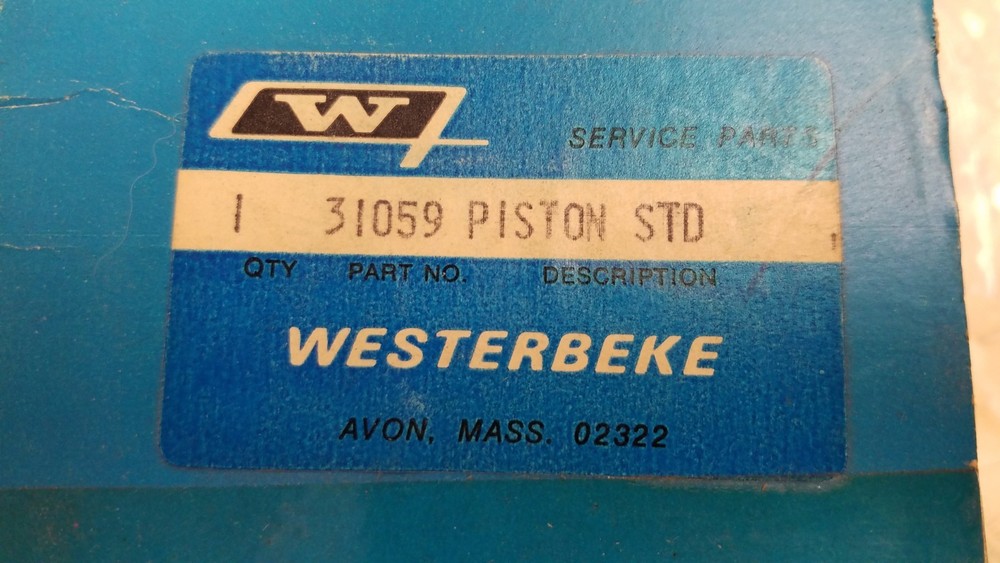 W
SERVICE PARTS
1 31059 PISTON STD
QTY PART NO. DESCRIPTION
WESTERBEKE
AVON, MASS. 02322